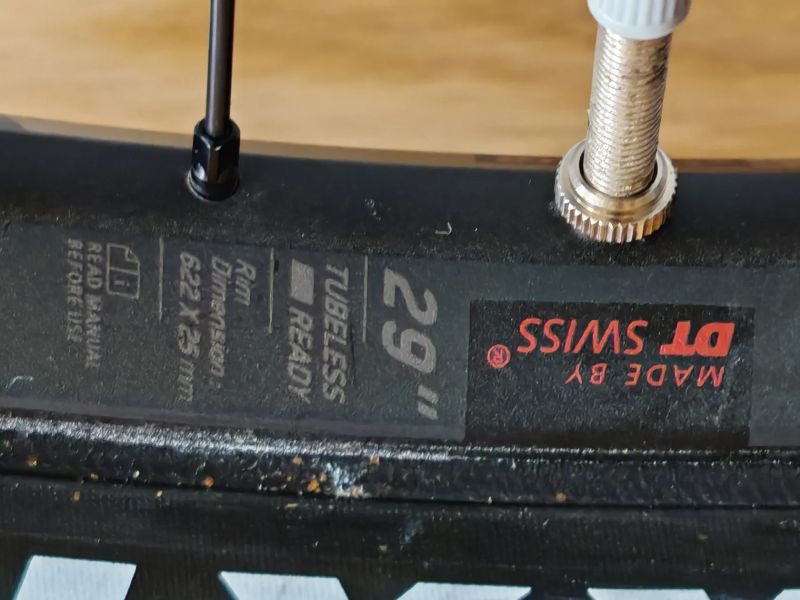 MADE BY
DT SWISS®
29"
TUBELESS
READY
Rim
Dimension:
622 X 25 mm
READ MANUAL
BEFORE USE